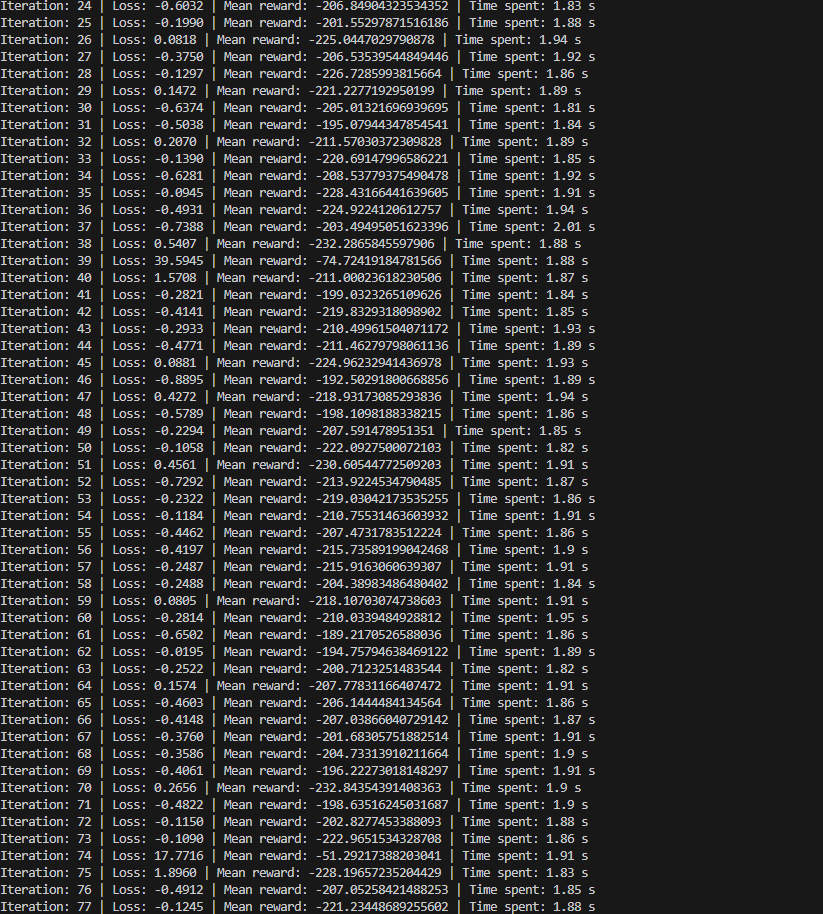 Iteration: 24 | Loss: -0.6032 | Mean reward: -206.84904323534352 | Time spent: 1.83 s
Iteration: 25 | Loss: -0.1990 | Mean reward: -201.55297871516186 | Time spent: 1.88 s
Iteration: 26 | Loss: 0.0818 | Mean reward: -225.0447029790878 | Time spent: 1.94 s
Iteration: 27 | Loss: -0.3750 | Mean reward: -206.53539544849446 | Time spent: 1.92 s
Iteration: 28 | Loss: -0.1297 | Mean reward: -226.7285993815664 | Time spent: 1.86 s
Iteration: 29 | Loss: 0.1472 | Mean reward: -221.2277192950199 | Time spent: 1.89 s
Iteration: 30 | Loss: -0.6374 | Mean reward: -205.01321696939695 | Time spent: 1.81 s
Iteration: 31 | Loss: -0.5038 | Mean reward: -195.07944347854541 | Time spent: 1.84 s
Iteration: 32 | Loss: 0.2070 | Mean reward: -211.57030372309828 | Time spent: 1.89 s
Iteration: 33 | Loss: -0.1390 | Mean reward: -220.69147996586221 | Time spent: 1.85 s
Iteration: 34 | Loss: -0.6281 | Mean reward: -208.53779375490478 | Time spent: 1.92 s
Iteration: 35 | Loss: -0.0945 | Mean reward: -228.43166441639605 | Time spent: 1.91 s
Iteration: 36 | Loss: -0.4931 | Mean reward: -224.9224120612757 | Time spent: 1.94 s
Iteration: 37 | Loss: -0.7388 | Mean reward: -203.49495051623396 | Time spent: 2.01 s
Iteration: 38 | Loss: 0.5407 | Mean reward: -232.2865845597906 | Time spent: 1.88 s
Iteration: 39 | Loss: 39.5945 | Mean reward: -74.72419184781566 | Time spent: 1.88 s
Iteration: 40 | Loss: 1.5708 | Mean reward: -211.00023618230506 | Time spent: 1.87 s
Iteration: 41 | Loss: -0.2821 | Mean reward: -199.0323265109626 | Time spent: 1.84 s
Iteration: 42 | Loss: -0.4141 | Mean reward: -219.8329318098902 | Time spent: 1.85 s
Iteration: 43 | Loss: -0.2933 | Mean reward: -210.49961504071172 | Time spent: 1.93 s
Iteration: 44 | Loss: -0.4771 | Mean reward: -211.46279798061136 | Time spent: 1.89 s
Iteration: 45 | Loss: 0.0881 | Mean reward: -224.96232941436978 | Time spent: 1.93 s
Iteration: 46 | Loss: -0.8895 | Mean reward: -192.50291800668856 | Time spent: 1.89 s
Iteration: 47 | Loss: 0.4272 | Mean reward: -218.93173085293836 | Time spent: 1.94 s
Iteration: 48 | Loss: -0.5789 | Mean reward: -198.1098188338215 | Time spent: 1.86 s
Iteration: 49 | Loss: -0.2294 | Mean reward: -207.591478951351 | Time spent: 1.85 s
Iteration: 50 | Loss: -0.1058 | Mean reward: -222.0927500072103 | Time spent: 1.82 s
Iteration: 51 | Loss: 0.4561 | Mean reward: -230.60544772509203 | Time spent: 1.91 s
Iteration: 52 | Loss: -0.7292 | Mean reward: -213.9224534790485 | Time spent: 1.87 s
Iteration: 53 | Loss: -0.2322 | Mean reward: -219.03042173535255 | Time spent: 1.86 s
Iteration: 54 | Loss: -0.1184 | Mean reward: -210.75531463603932 | Time spent: 1.91 s
Iteration: 55 | Loss: -0.4462 | Mean reward: -207.4731783512224 | Time spent: 1.86 s
Iteration: 56 | Loss: -0.4197 | Mean reward: -215.73589199042468 | Time spent: 1.9 s
Iteration: 57 | Loss: -0.2487 | Mean reward: -215.9163060639307 | Time spent: 1.91 s
Iteration: 58 | Loss: -0.2488 | Mean reward: -204.38983486480402 | Time spent: 1.84 s
Iteration: 59 | Loss: 0.0805 | Mean reward: -218.10703074738603 | Time spent: 1.91 s
Iteration: 60 | Loss: -0.2814 | Mean reward: -210.0339484928812 | Time spent: 1.95 s
Iteration: 61 | Loss: -0.6502 | Mean reward: -189.2170526588036 | Time spent: 1.86 s
Iteration: 62 | Loss: -0.0195 | Mean reward: -194.75794638469122 | Time spent: 1.89 s
Iteration: 63 | Loss: -0.2522 | Mean reward: -200.7123251483544 | Time spent: 1.82 s
Iteration: 64 | Loss: 0.1574 | Mean reward: -207.77831166407472 | Time spent: 1.91 s
Iteration: 65 | Loss: -0.4603 | Mean reward: -206.1444484134564 | Time spent: 1.86 s
Iteration: 66 | Loss: -0.4148 | Mean reward: -207.03866040729142 | Time spent: 1.87 s
Iteration: 67 | Loss: -0.3760 | Mean reward: -201.68305751882514 | Time spent: 1.91 s
Iteration: 68 | Loss: -0.3586 | Mean reward: -204.73313910211664 | Time spent: 1.9 s
Iteration: 69 | Loss: -0.4061 | Mean reward: -196.22273018148297 | Time spent: 1.91 s
Iteration: 70 | Loss: 0.2656 | Mean reward: -232.84354391408363 | Time spent: 1.9 s
Iteration: 71 | Loss: -0.4822 | Mean reward: -198.63516245031687 | Time spent: 1.9 s
Iteration: 72 | Loss: -0.1150 | Mean reward: -202.8277453388093 | Time spent: 1.88 s
Iteration: 73 | Loss: -0.1090 | Mean reward: -222.9651534328708 | Time spent: 1.86 s
Iteration: 74 | Loss: 17.7716 | Mean reward: -51.29217388203041 | Time spent: 1.91 s
Iteration: 75 | Loss: 1.8960 | Mean reward: -228.19657235204429 | Time spent: 1.83 s
Iteration: 76 | Loss: -0.4912 | Mean reward: -207.05258421488253 | Time spent: 1.85 s
Iteration: 77 | Loss: -0.1245 | Mean reward: -221.23448689255602 | Time spent: 1.88 s